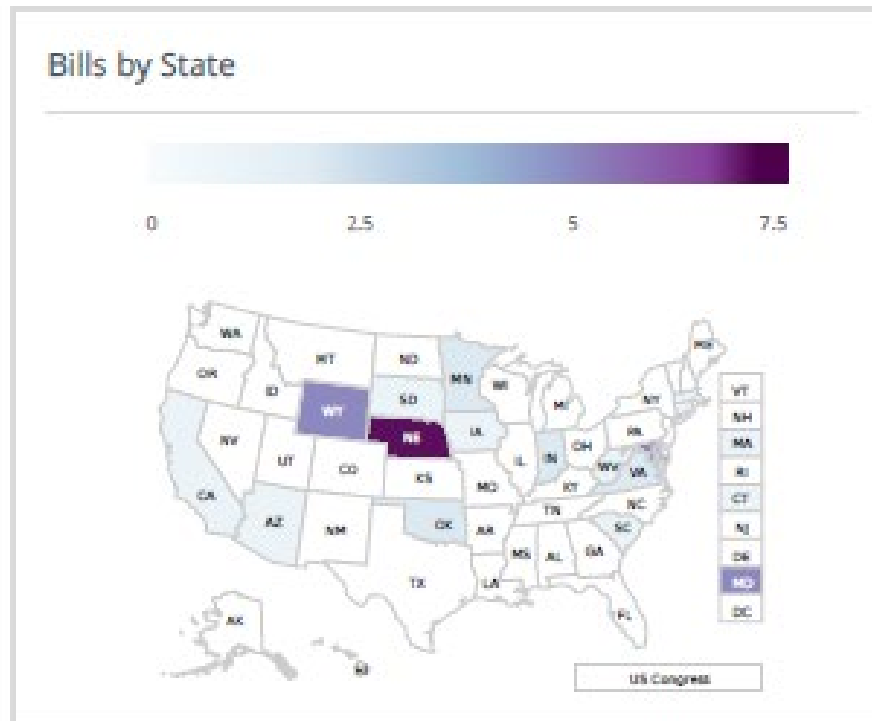 Bills by State
0 2.5 5 7.5
WA
MT ND
OR MN
ID WI
SD
WY MI NY
IA
NE PA
NV OH
IL IN
UT CO WV VA
KS MO KY
CA NC
TN
AZ OK
NM AR SC
MS AL GA
TX LA
FL
AK
HI
ME
VT
NH
MA
RI
CT
NJ
DE
MD
DC
US Congress